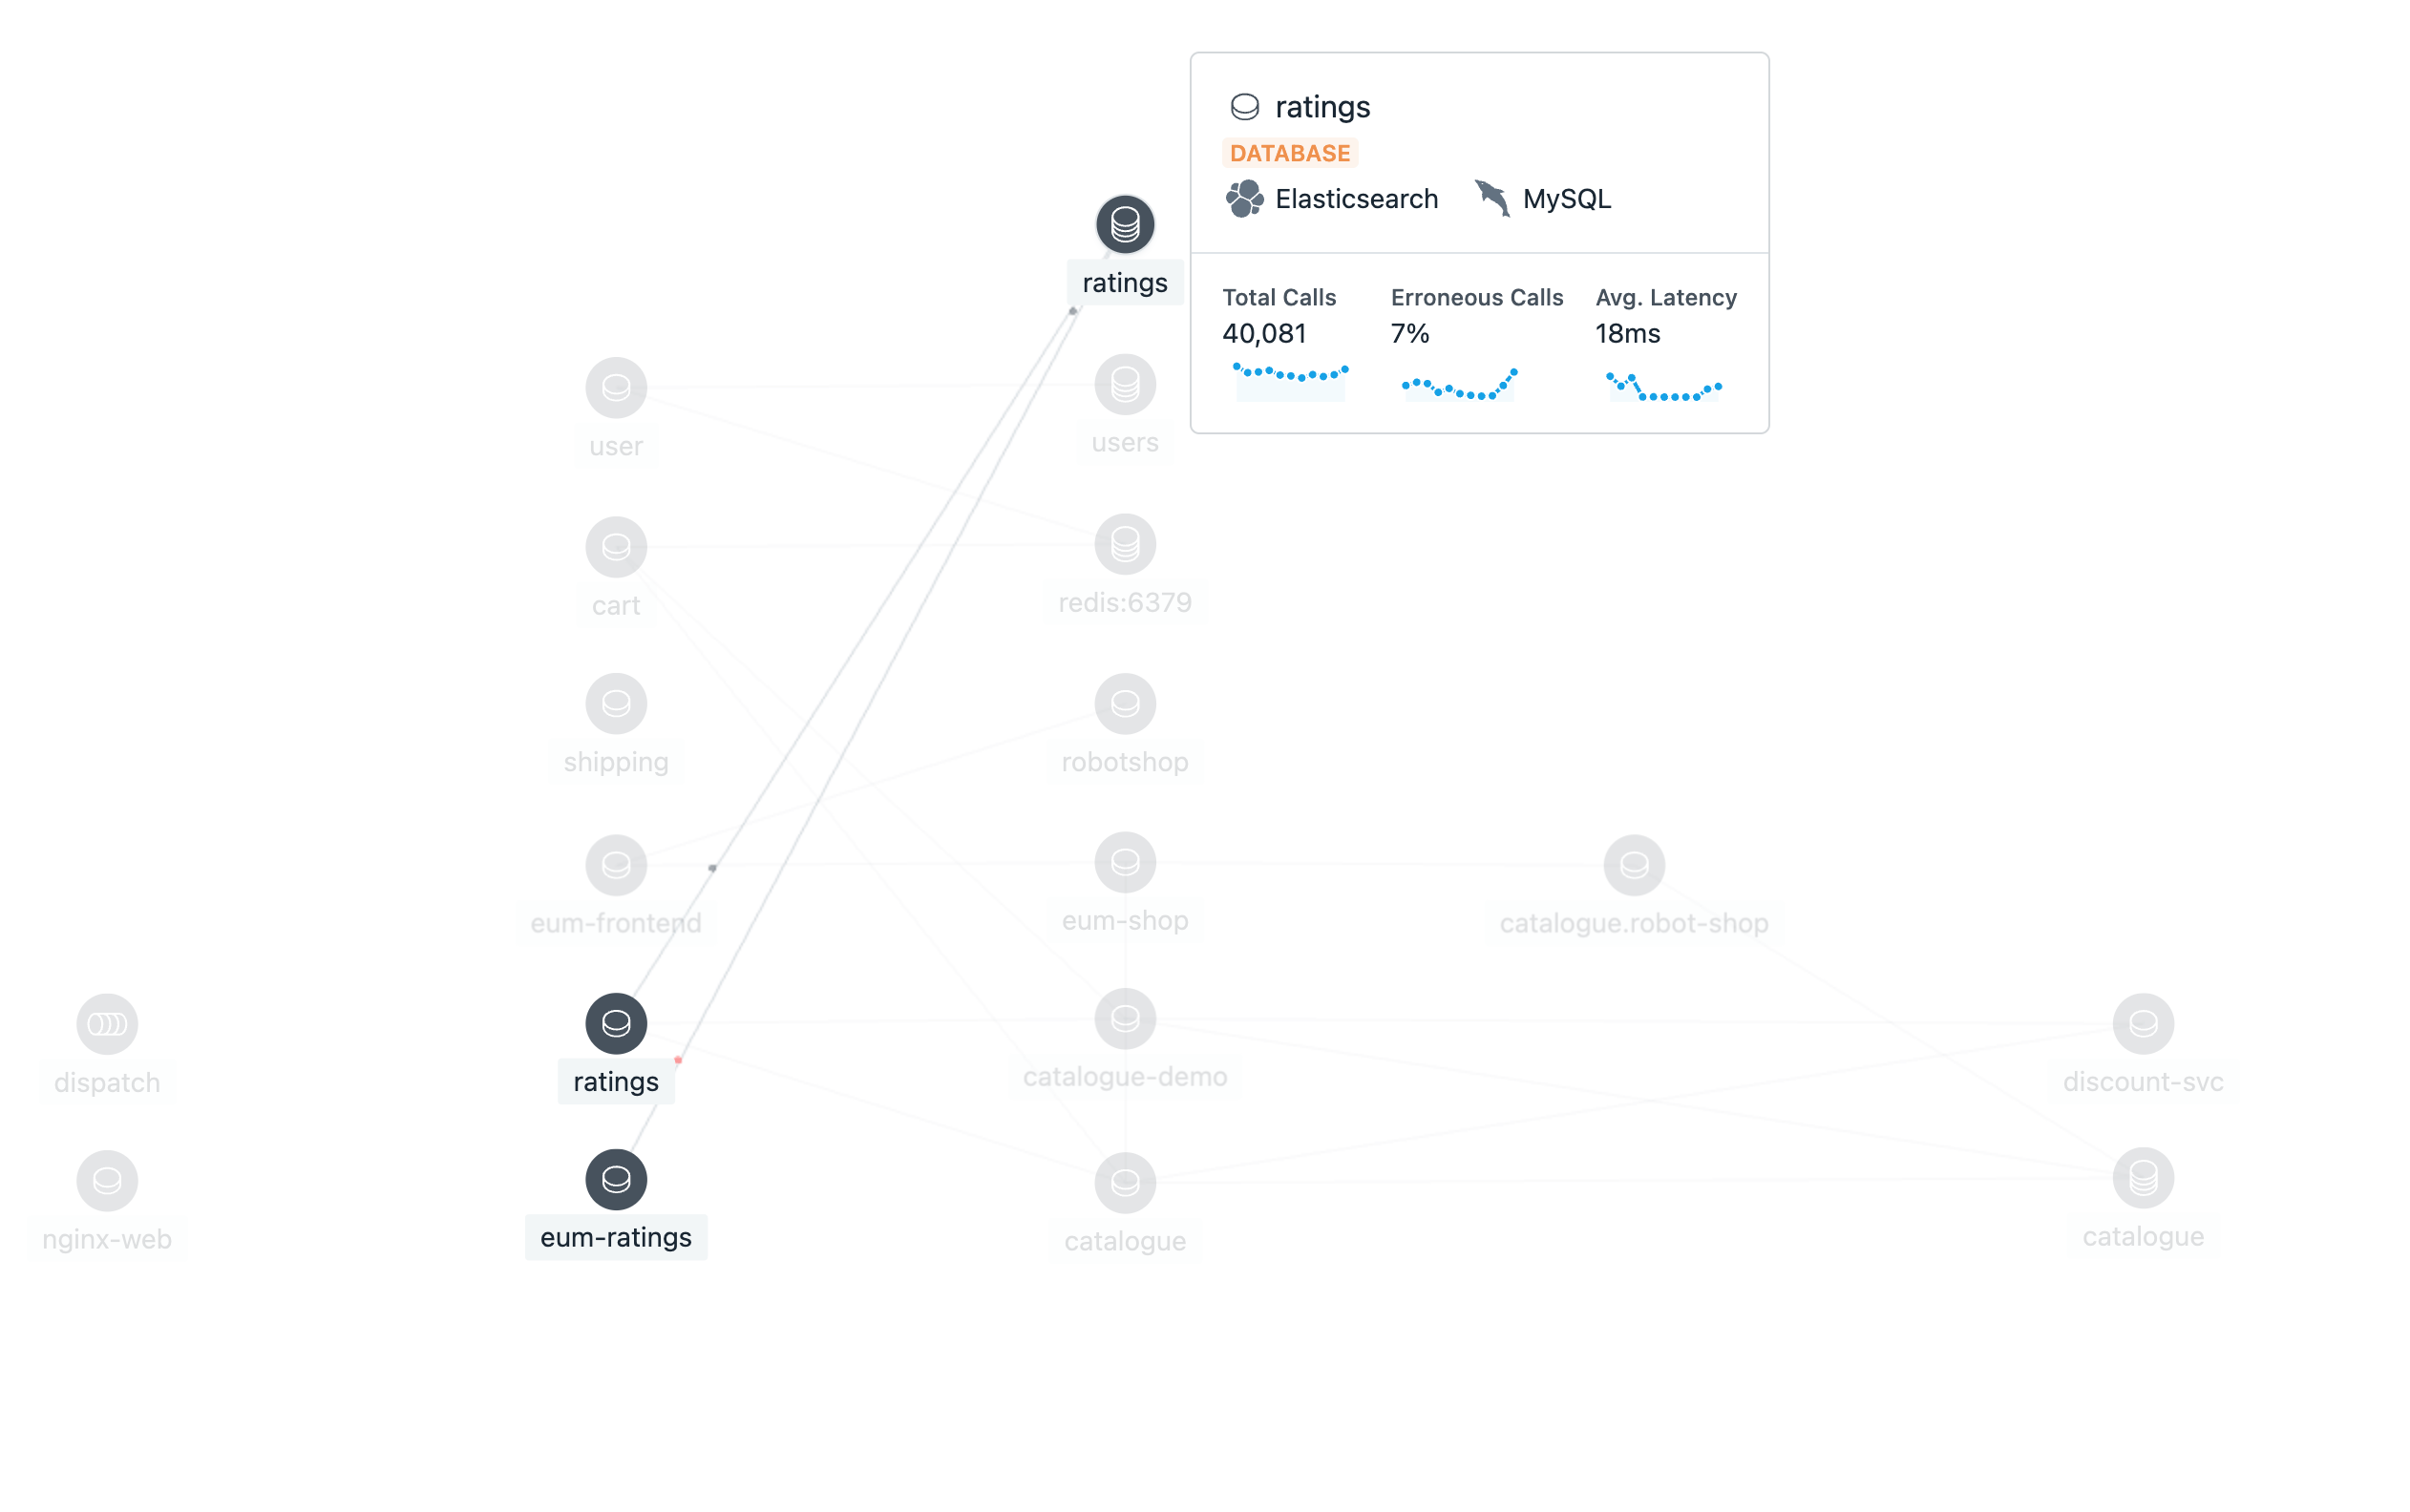 ratings
DATABASE
Elasticsearch MySQL
Total Calls Erroneous Calls Avg. Latency
40,081 7% 18ms
ratings
user
users
cart
redis:6379
shipping
robotshop
eum-frontend
eum-shop
catalogue.robot-shop
dispatch
ratings
catalogue-demo
discount-svc
nginx-web
eum-ratings
catalogue
catalogue